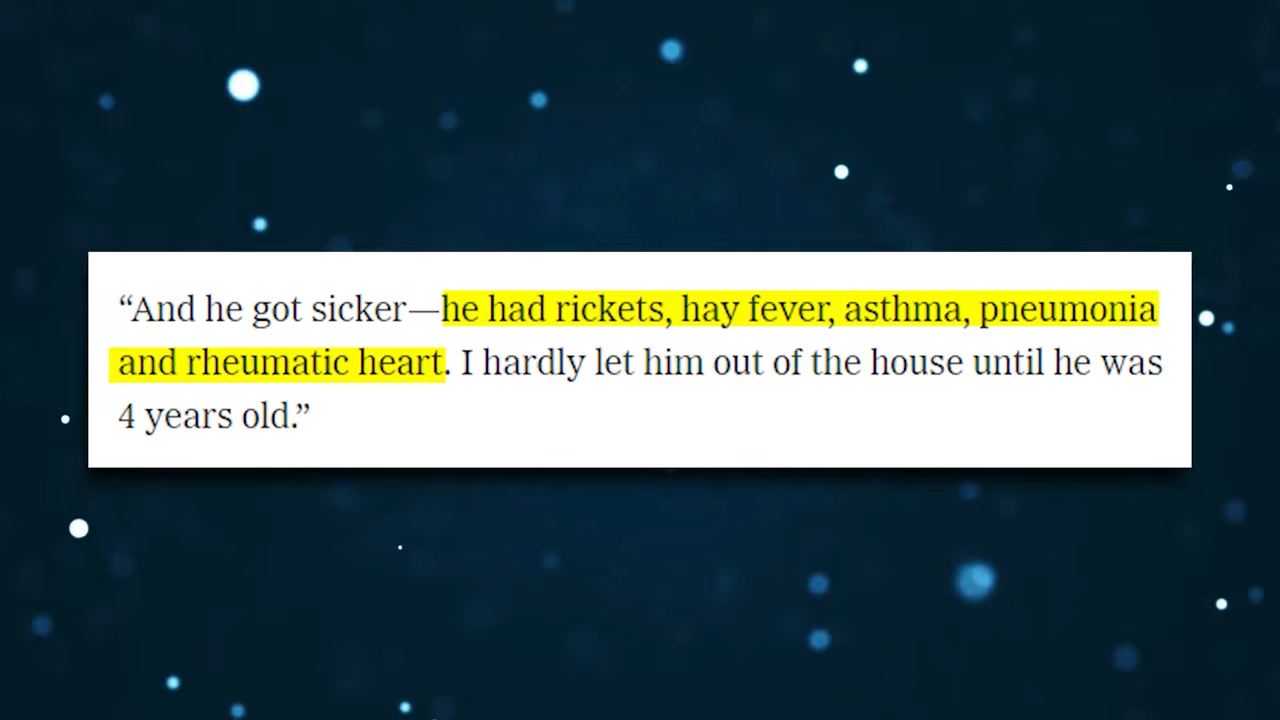 “And he got sicker—he had rickets, hay fever, asthma, pneumonia
and rheumatic heart. I hardly let him out of the house until he was
4 years old.”